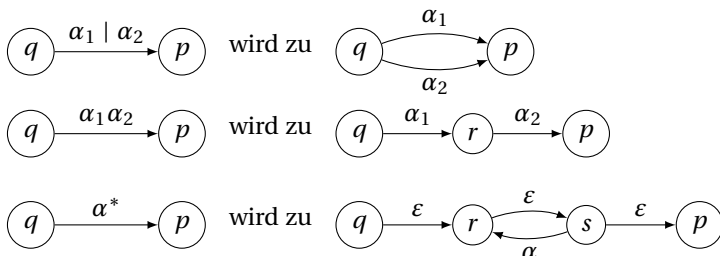 α₁
q α₁ | α₂ p wird zu q p
α₂
q α₁α₂ p wird zu q α₁ r α₂ p
q α* p wird zu q ε r ε s ε p
α